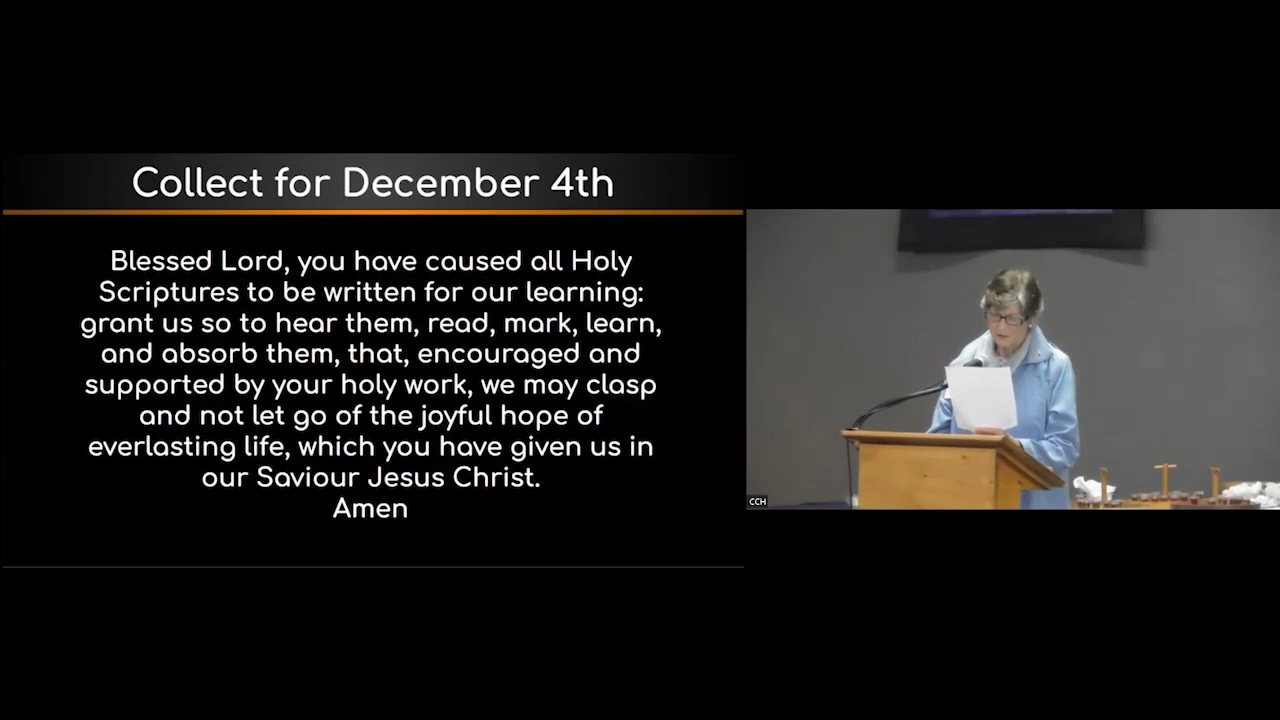 Collect for December 4th
Blessed Lord, you have caused all Holy
Scriptures to be written for our learning:
grant us so to hear them, read, mark, learn,
and absorb them, that, encouraged and
supported by your holy work, we may clasp
and not let go of the joyful hope of
everlasting life, which you have given us in
our Saviour Jesus Christ.
Amen
CCH